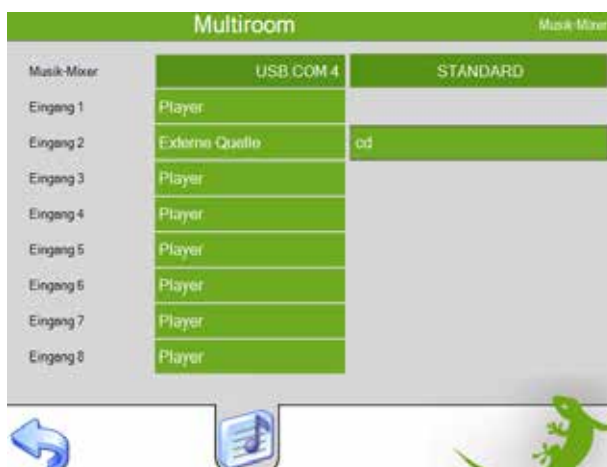 Multiroom Musik-Mixer
Musik-Mixer USB COM 4 STANDARD
Eingang 1 Player
Eingang 2 Externe Quelle cd
Eingang 3 Player
Eingang 4 Player
Eingang 5 Player
Eingang 6 Player
Eingang 7 Player
Eingang 8 Player